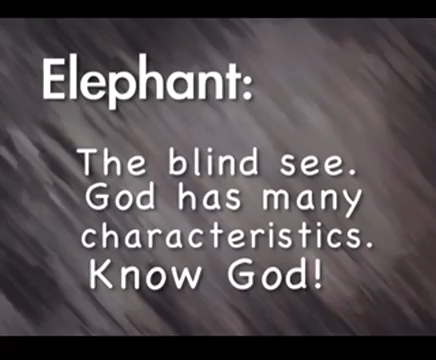 Elephant:
The blind see.
God has many
characteristics.
Know God!